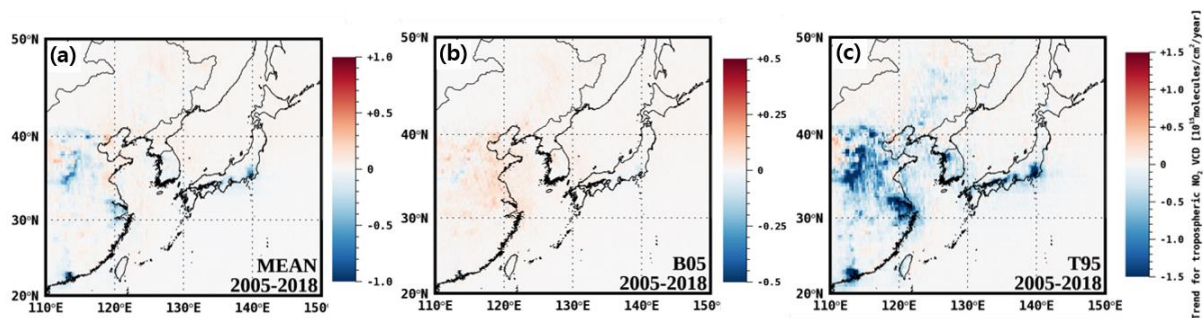 (a)
50°N
40°N
30°N
20°N
110°E 120°E 130°E 140°E 150°E
MEAN
2005-2018
+1.0
+0.5
0
-0.5
-1.0
(b)
50°N
40°N
30°N
20°N
110°E 120°E 130°E 140°E 150°E
B05
2005-2018
+0.5
+0.25
0
-0.25
-0.5
(c)
50°N
40°N
30°N
20°N
110°E 120°E 130°E 140°E 150°E
T95
2005-2018
+1.5
+1.0
+0.5
0
-0.5
-1.0
-1.5
Trend for tropospheric NO₂ VCD [10¹⁵molecules/cm²/year]